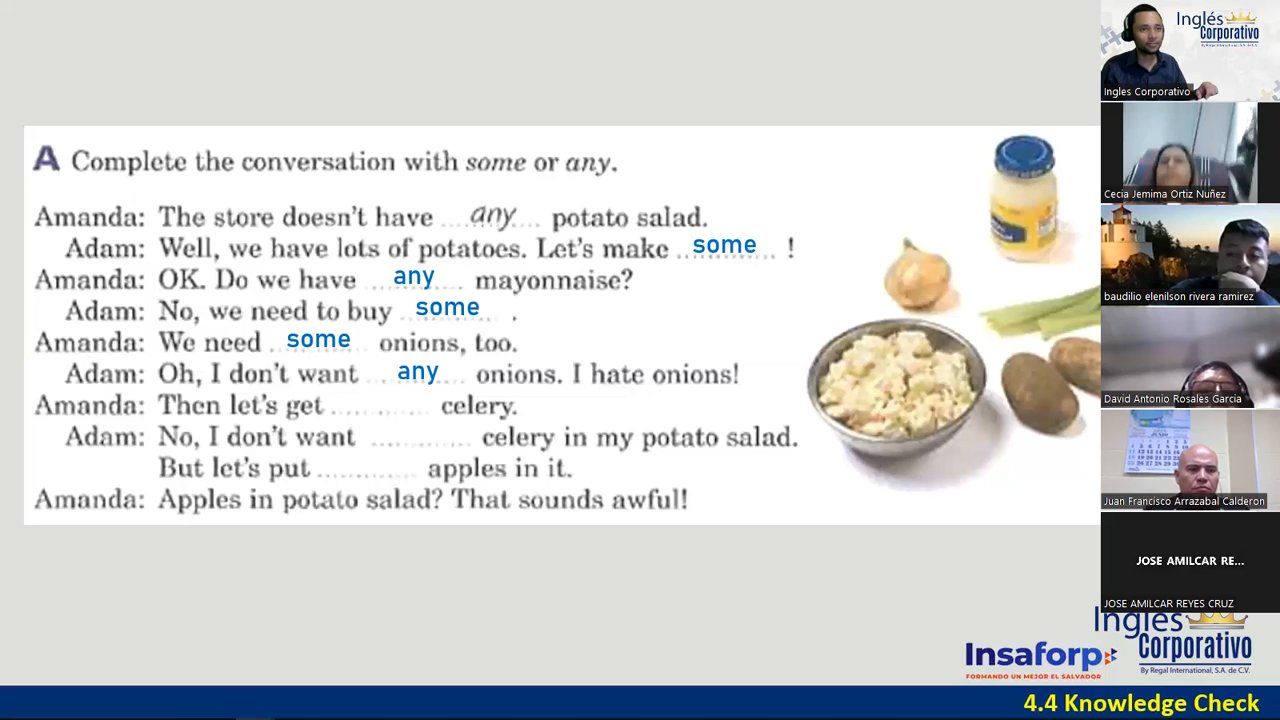 A Complete the conversation with some or any.
Amanda: The store doesn't have any potato salad.
Adam: Well, we have lots of potatoes. Let's make some !
Amanda: OK. Do we have any mayonnaise?
Adam: No, we need to buy some .
Amanda: We need some onions, too.
Adam: Oh, I don't want any onions. I hate onions!
Amanda: Then let's get ............ celery.
Adam: No, I don't want ............ celery in my potato salad.
But let's put ............ apples in it.
Amanda: Apples in potato salad? That sounds awful!
Inglés
Corporativo
Ingles Corporativo
Cecia Jemima Ortiz Nuñez
baudilio elenilson rivera ramirez
David Antonio Rosales Garcia
Juan Francisco Arrazabal Calderon
JOSE AMILCAR RE...
JOSE AMILCAR REYES CRUZ
Insaforp
FORMANDO UN MEJOR EL SALVADOR
Inglés
Corporativo
By Regal International, S.A. de C.V.
4.4 Knowledge Check